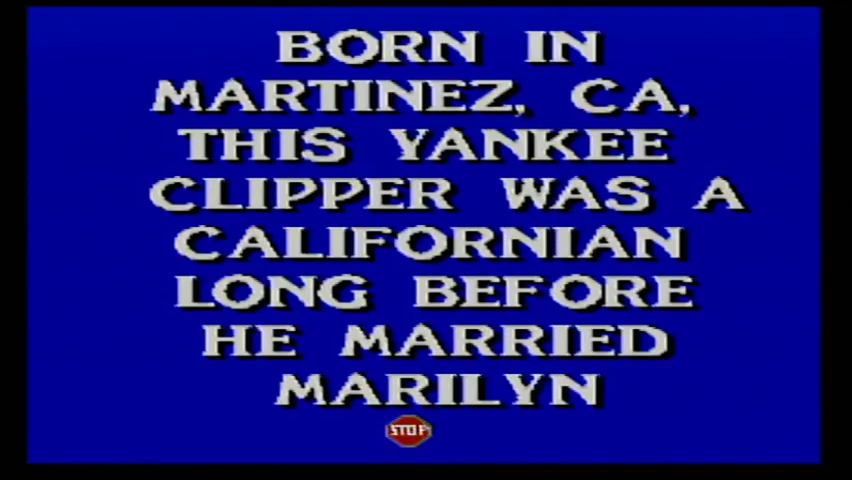 BORN IN
MARTINEZ, CA,
THIS YANKEE
CLIPPER WAS A
CALIFORNIAN
LONG BEFORE
HE MARRIED
MARILYN
STOP